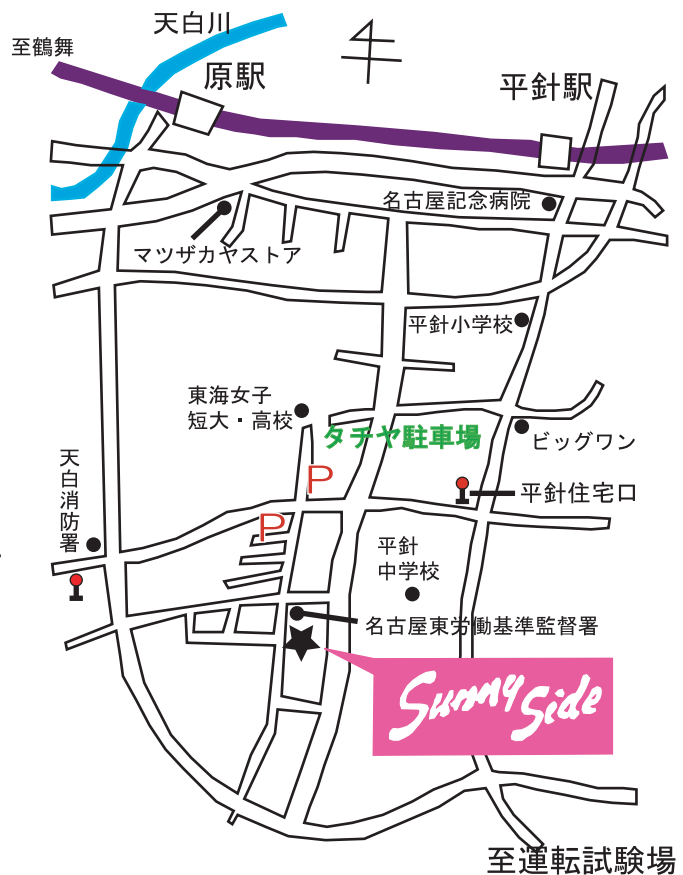 天白川
至鶴舞
原駅
平針駅
名古屋記念病院
マツザカヤストア
平針小学校
東海女子
短大・高校
タチヤ駐車場
ビッグワン
天白消防署
P
平針住宅口
P
平針
中学校
名古屋東労働基準監督署
Sunny Side
至運転試験場